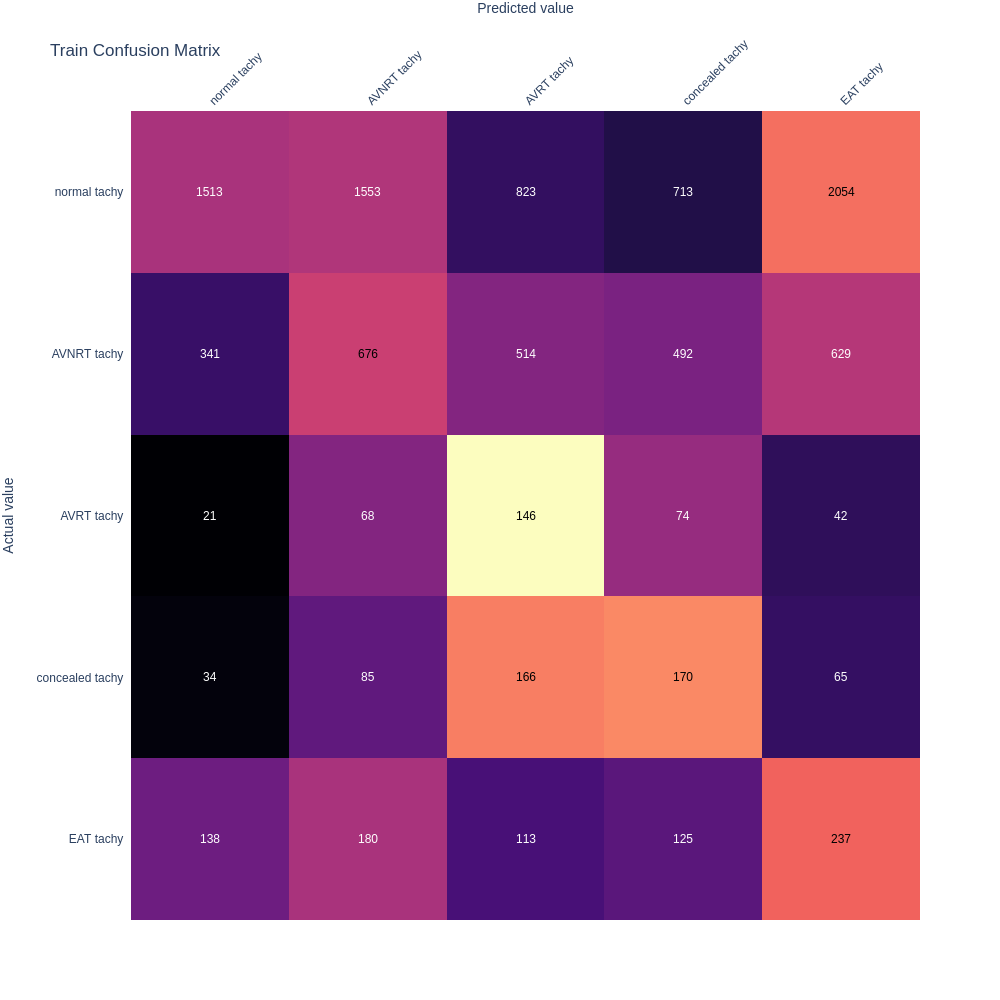 Predicted value
Train Confusion Matrix
normal tachy
AVNRT tachy
AVRT tachy
concealed tachy
EAT tachy
Actual value
normal tachy 1513 1553 823 713 2054
AVNRT tachy 341 676 514 492 629
AVRT tachy 21 68 146 74 42
concealed tachy 34 85 166 170 65
EAT tachy 138 180 113 125 237